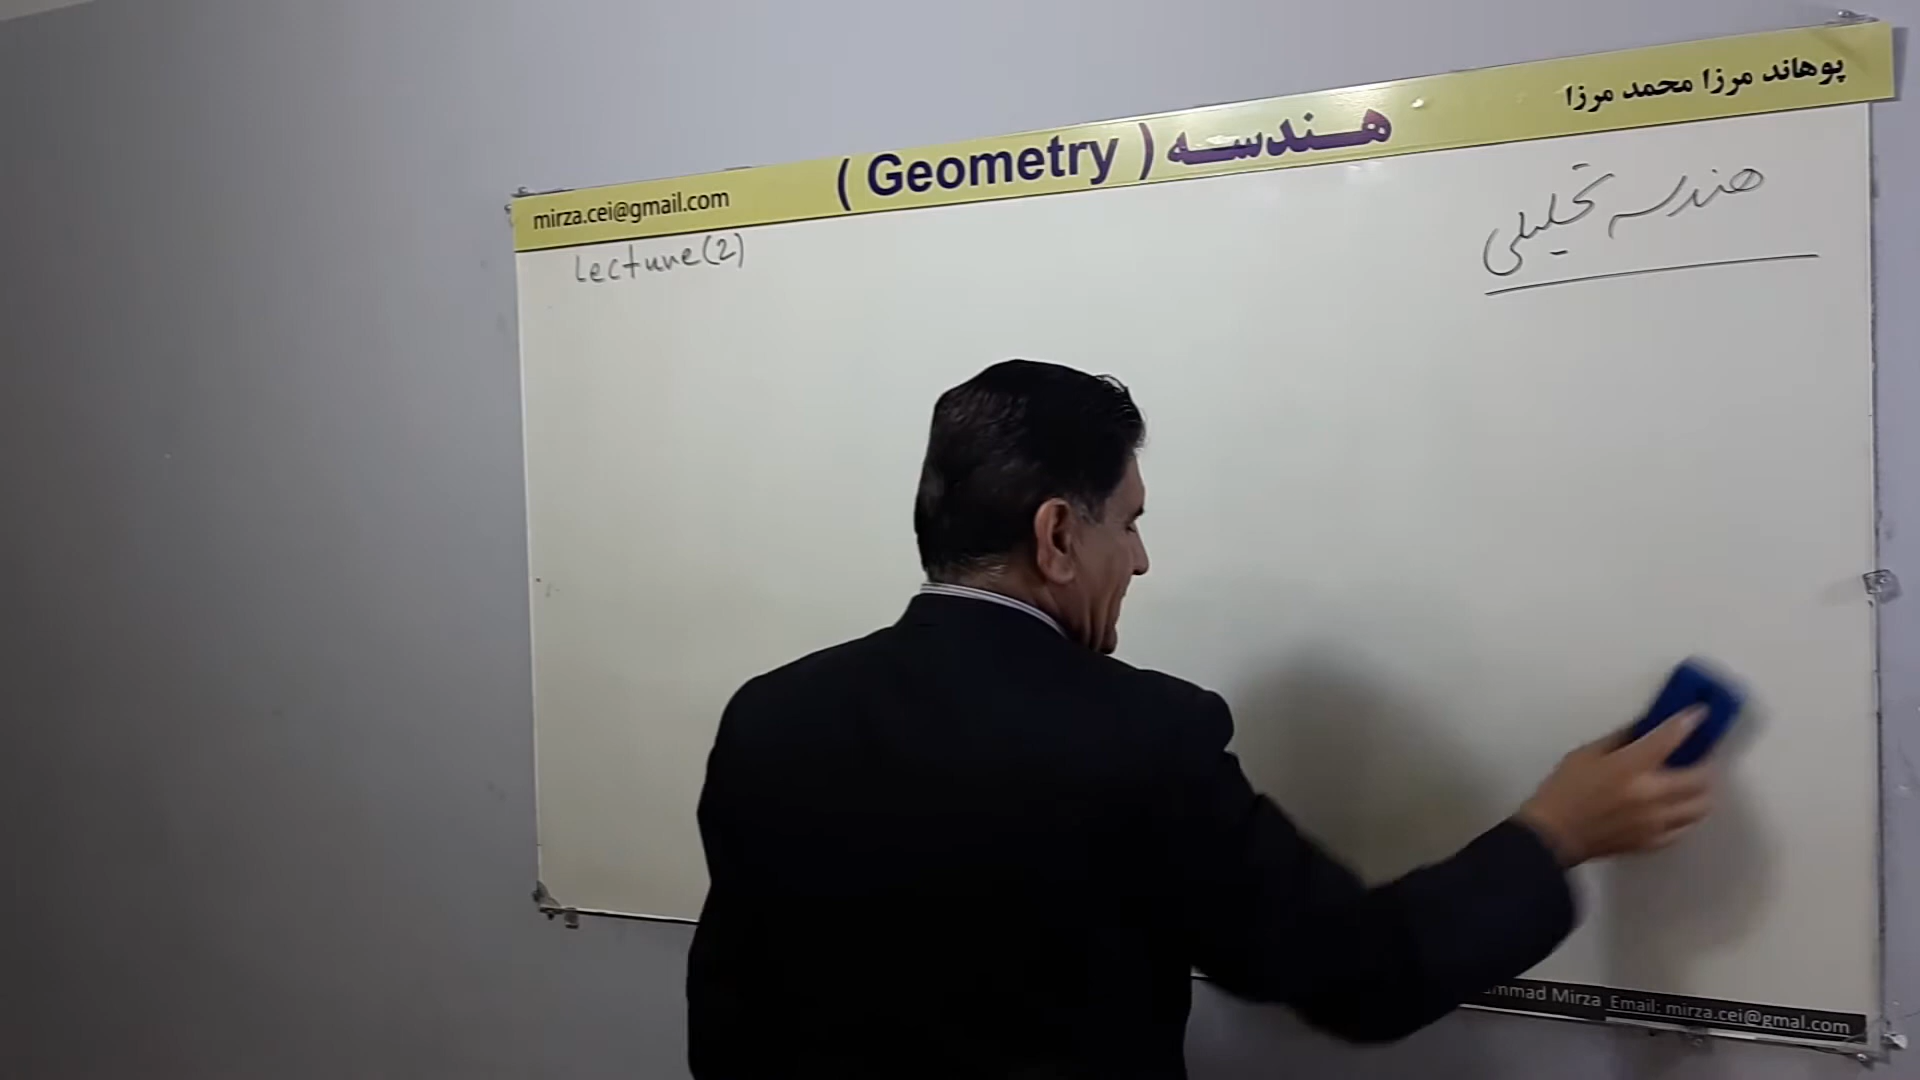 پوهاند مرزا محمد مرزا
هندسه ( Geometry )
mirza.cei@gmail.com
هندسه تحلیلی
Lecture(2)
Mirza Email: mirza.cei@gmal.com